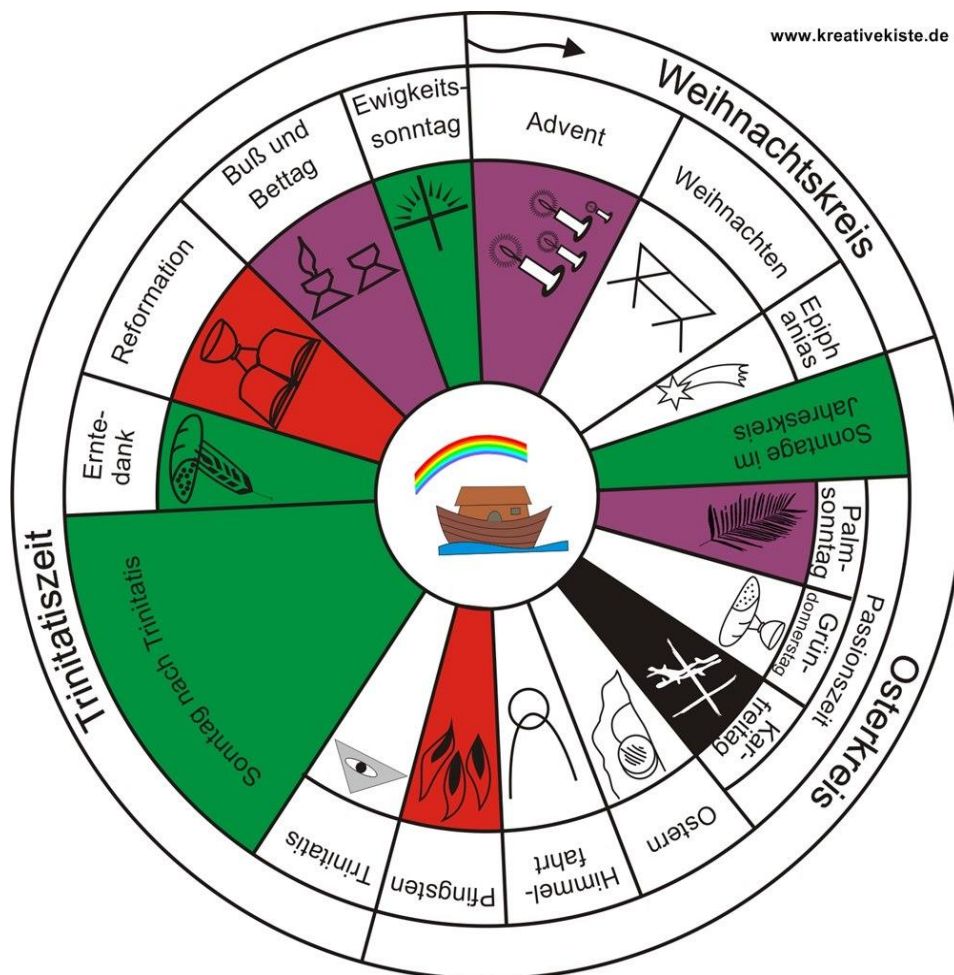 www.kreativekiste.de
Weihnachtskreis
Advent
Weihnachten
Epiph
anias
Sonntage im
Jahreskreis
Osterkreis
Passionszeit
Palm-
sonntag
Grün-
donnerstag
Kar-
freitag
Ostern
Himmel-
fahrt
Pfingsten
Trinitatis
Trinitatiszeit
Sonntag nach Trinitatis
Ernte-
dank
Reformation
Buß und
Bettag
Ewigkeits-
sonntag